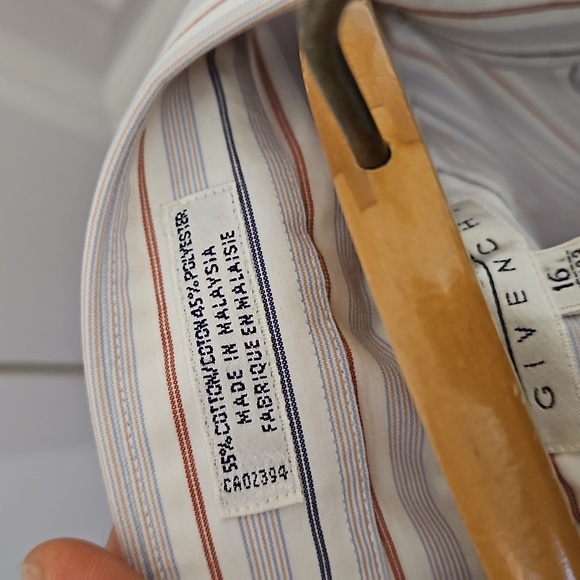 55% COTTON/COTON 45% POLYESTER
MADE IN MALAYSIA
FABRIQUE EN MALAISIE
CA02394
GIVENCH
16